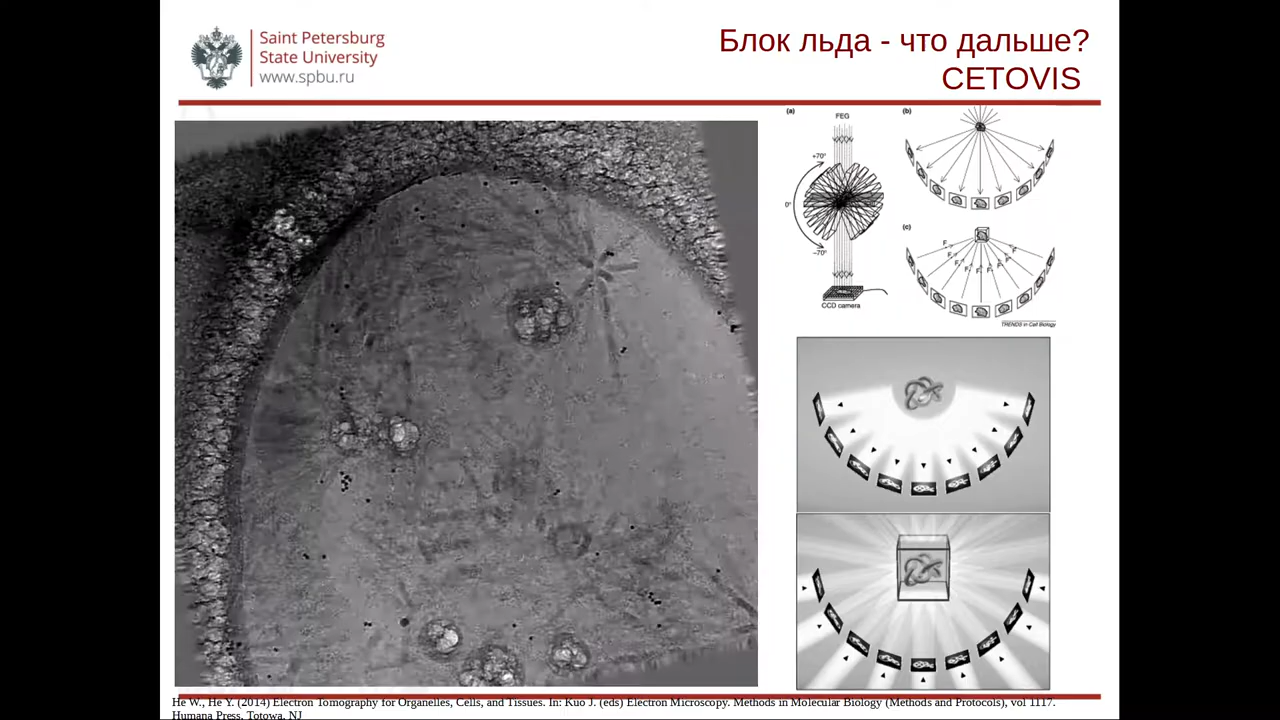 Saint Petersburg
State University
www.spbu.ru
Блок льда - что дальше?
CETOVIS
(a)
FEG
+70°
0°
–70°
CCD camera
(b)
(c)
F F F F F F F F
TRENDS in Cell Biology
He W., He Y. (2014) Electron Tomography for Organelles, Cells, and Tissues. In: Kuo J. (eds) Electron Microscopy. Methods in Molecular Biology (Methods and Protocols), vol 1117.
Humana Press, Totowa, NJ